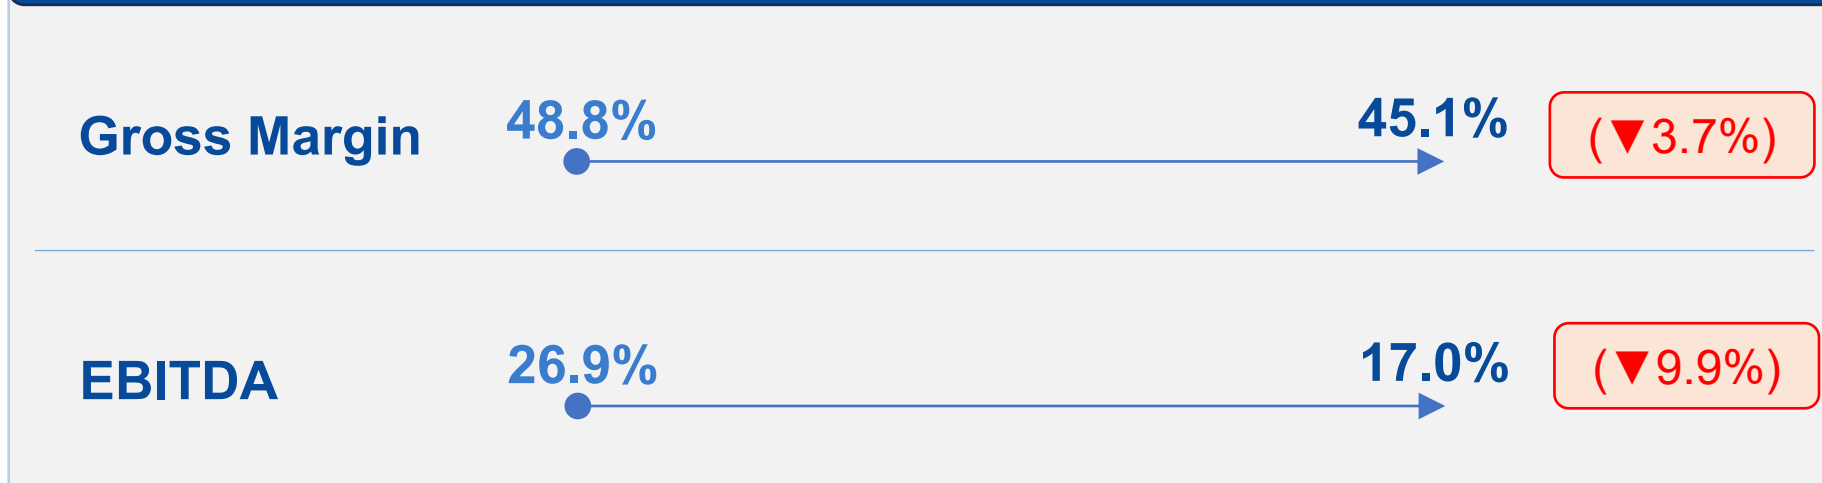 Gross Margin 48.8% 45.1% (▼3.7%)
EBITDA 26.9% 17.0% (▼9.9%)